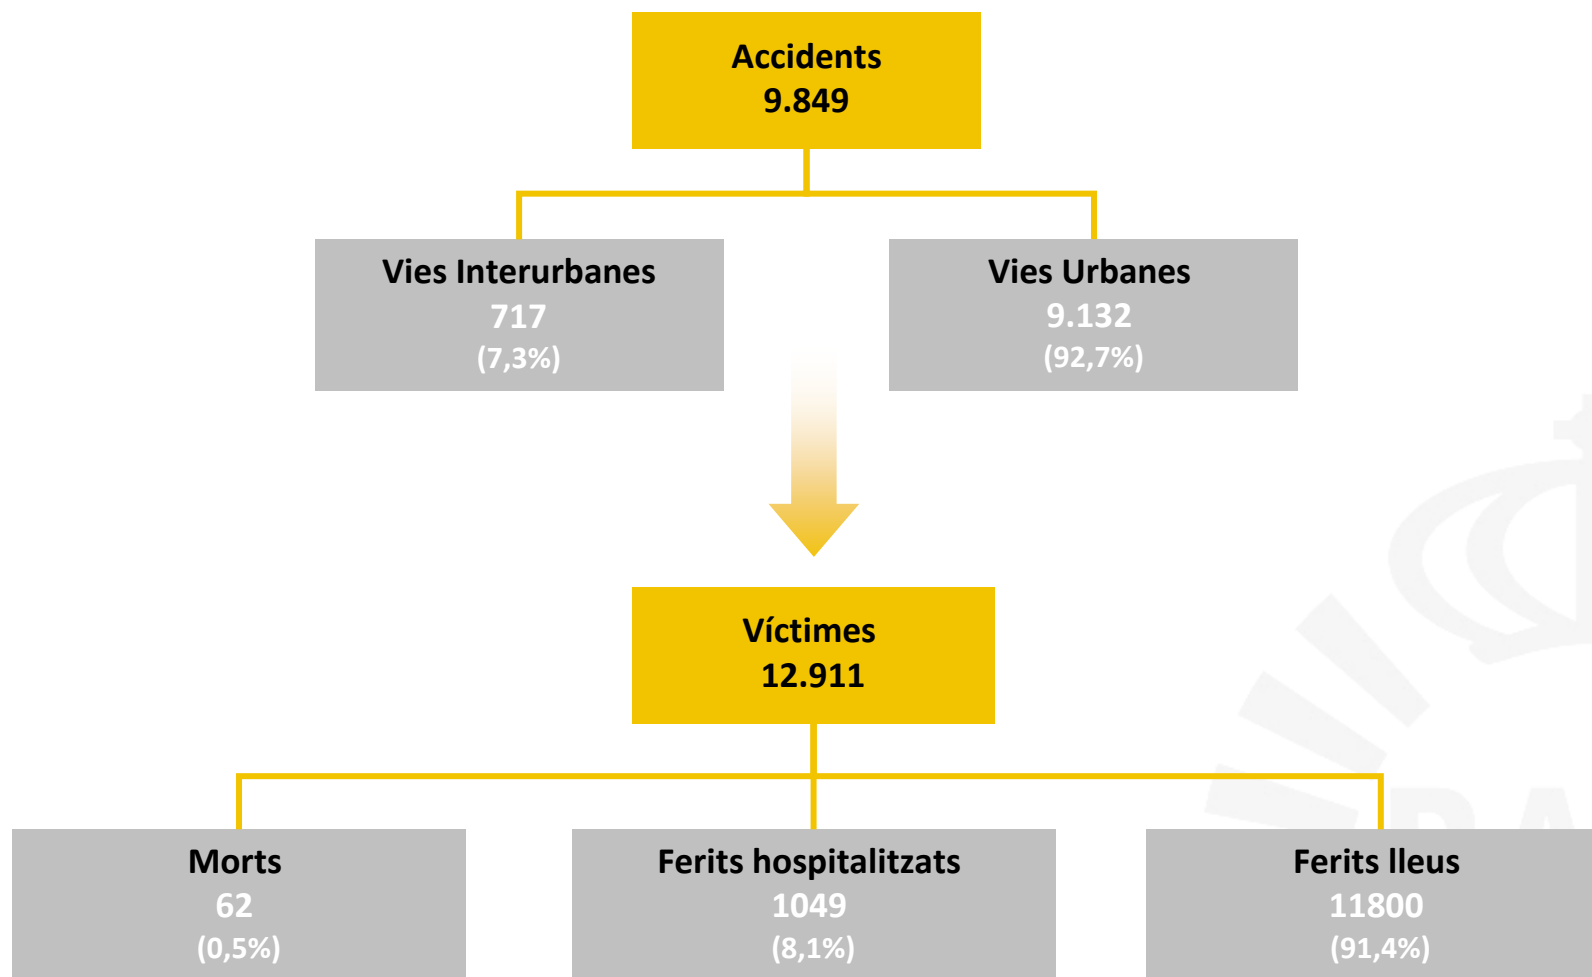 Accidents
9.849
Vies Interurbanes
717
(7,3%)
Vies Urbanes
9.132
(92,7%)
Víctimes
12.911
Morts
62
(0,5%)
Ferits hospitalitzats
1049
(8,1%)
Ferits lleus
11800
(91,4%)